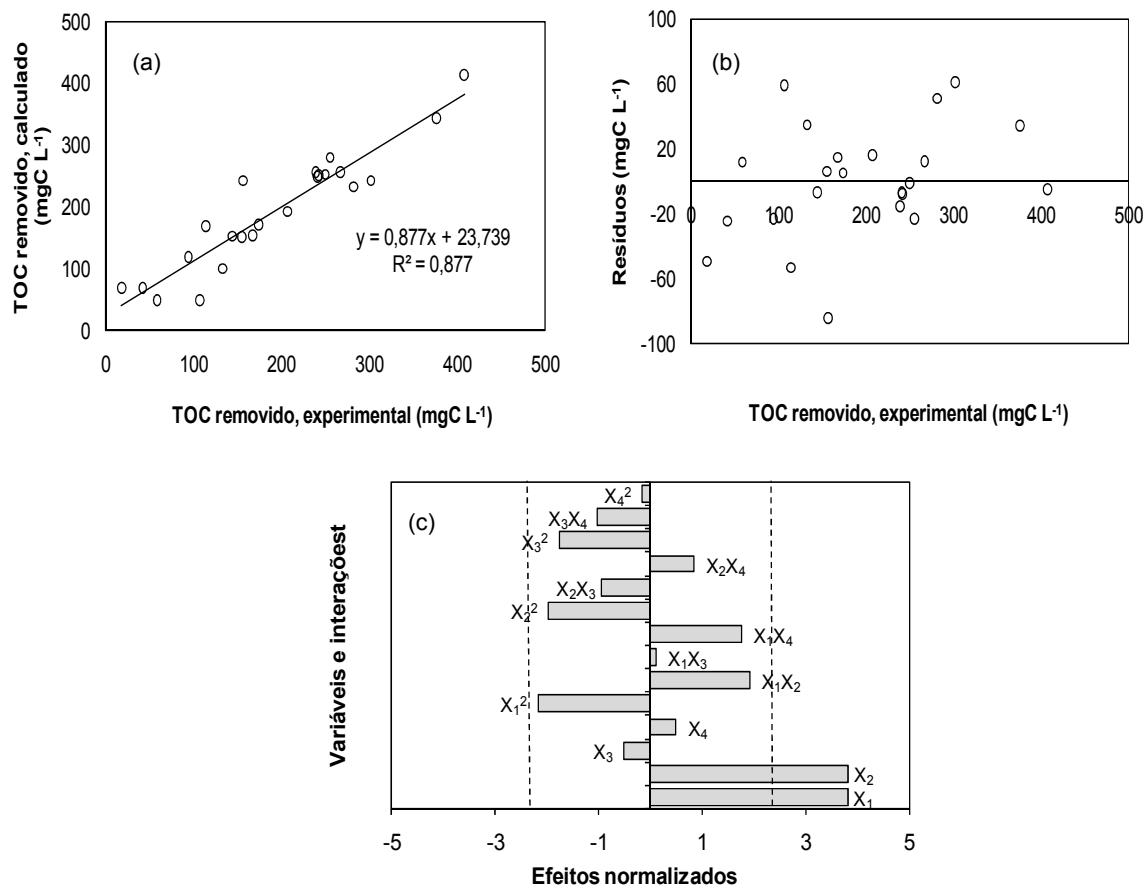 500
400
300
200
100
0
TOC removido, calculado
(mgC L⁻¹)
(a)
y = 0,877x + 23,739
R² = 0,877
0 100 200 300 400 500
TOC removido, experimental (mgC L⁻¹)
100
60
20
-20
-60
-100
Resíduos (mgC L⁻¹)
(b)
0 100 200 300 400 500
TOC removido, experimental (mgC L⁻¹)
Variáveis e interaçõest
(c)
X₄²
X₃X₄
X₃²
X₂X₄
X₂X₃
X₂²
X₁X₄
X₁X₃
X₁X₂
X₁²
X₄
X₃
X₂
X₁
-5 -3 -1 1 3 5
Efeitos normalizados